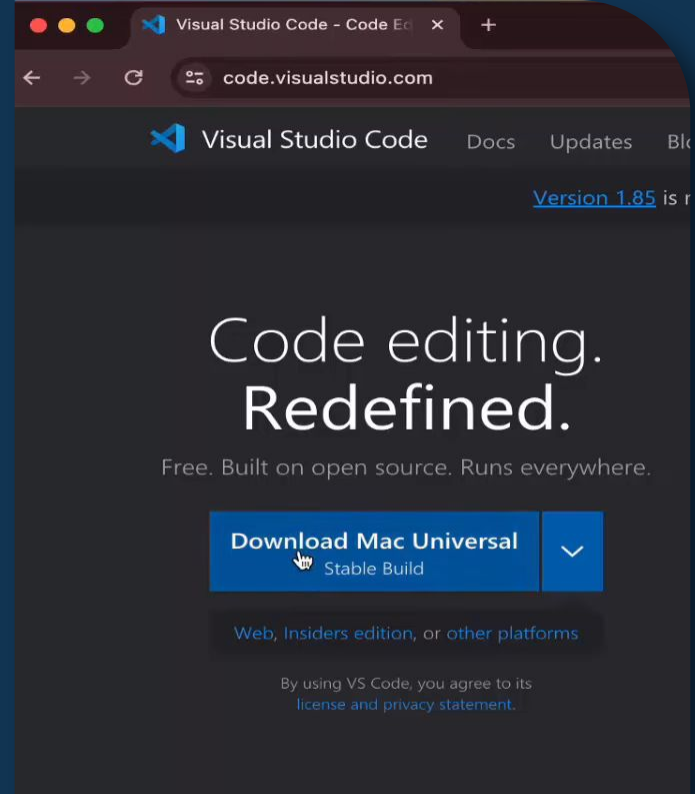 Visual Studio Code - Code Ed
code.visualstudio.com
Visual Studio Code Docs Updates
Version 1.85 is
Code editing.
Redefined.
Free. Built on open source. Runs everywhere.
Download Mac Universal
Stable Build
Web, Insiders edition, or other platforms
By using VS Code, you agree to its
license and privacy statement.